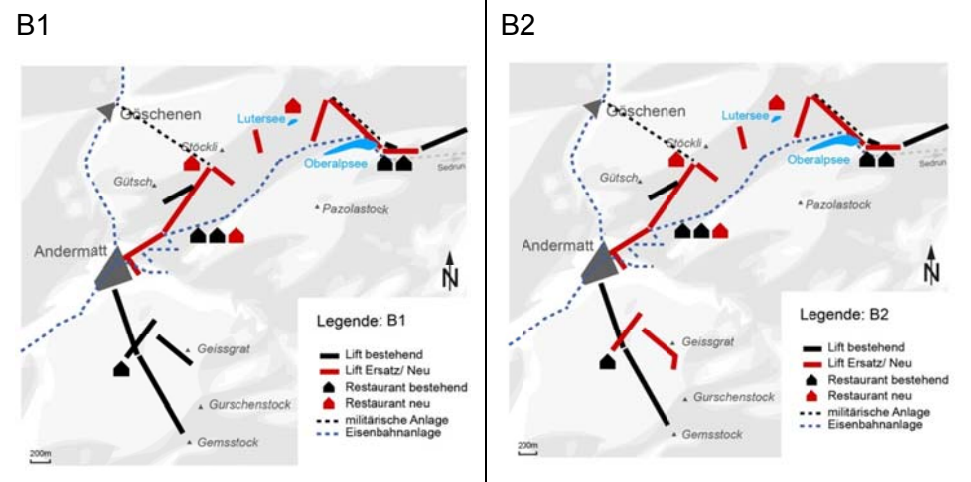 B1
Göschenen
Lutersee
Stöckli
Oberalpsee
Sedrun
Gütsch
Pazolastock
Andermatt
N
Legende: B1
Geissgrat
Lift bestehend
Lift Ersatz/ Neu
Restaurant bestehend
Restaurant neu
militärische Anlage
Eisenbahnanlage
Gurschenstock
Gemsstock
200m
B2
Göschenen
Lutersee
Stöckli
Oberalpsee
Sedrun
Gütsch
Pazolastock
Andermatt
N
Legende: B2
Geissgrat
Lift bestehend
Lift Ersatz/ Neu
Restaurant bestehend
Restaurant neu
militärische Anlage
Eisenbahnanlage
Gurschenstock
Gemsstock
200m